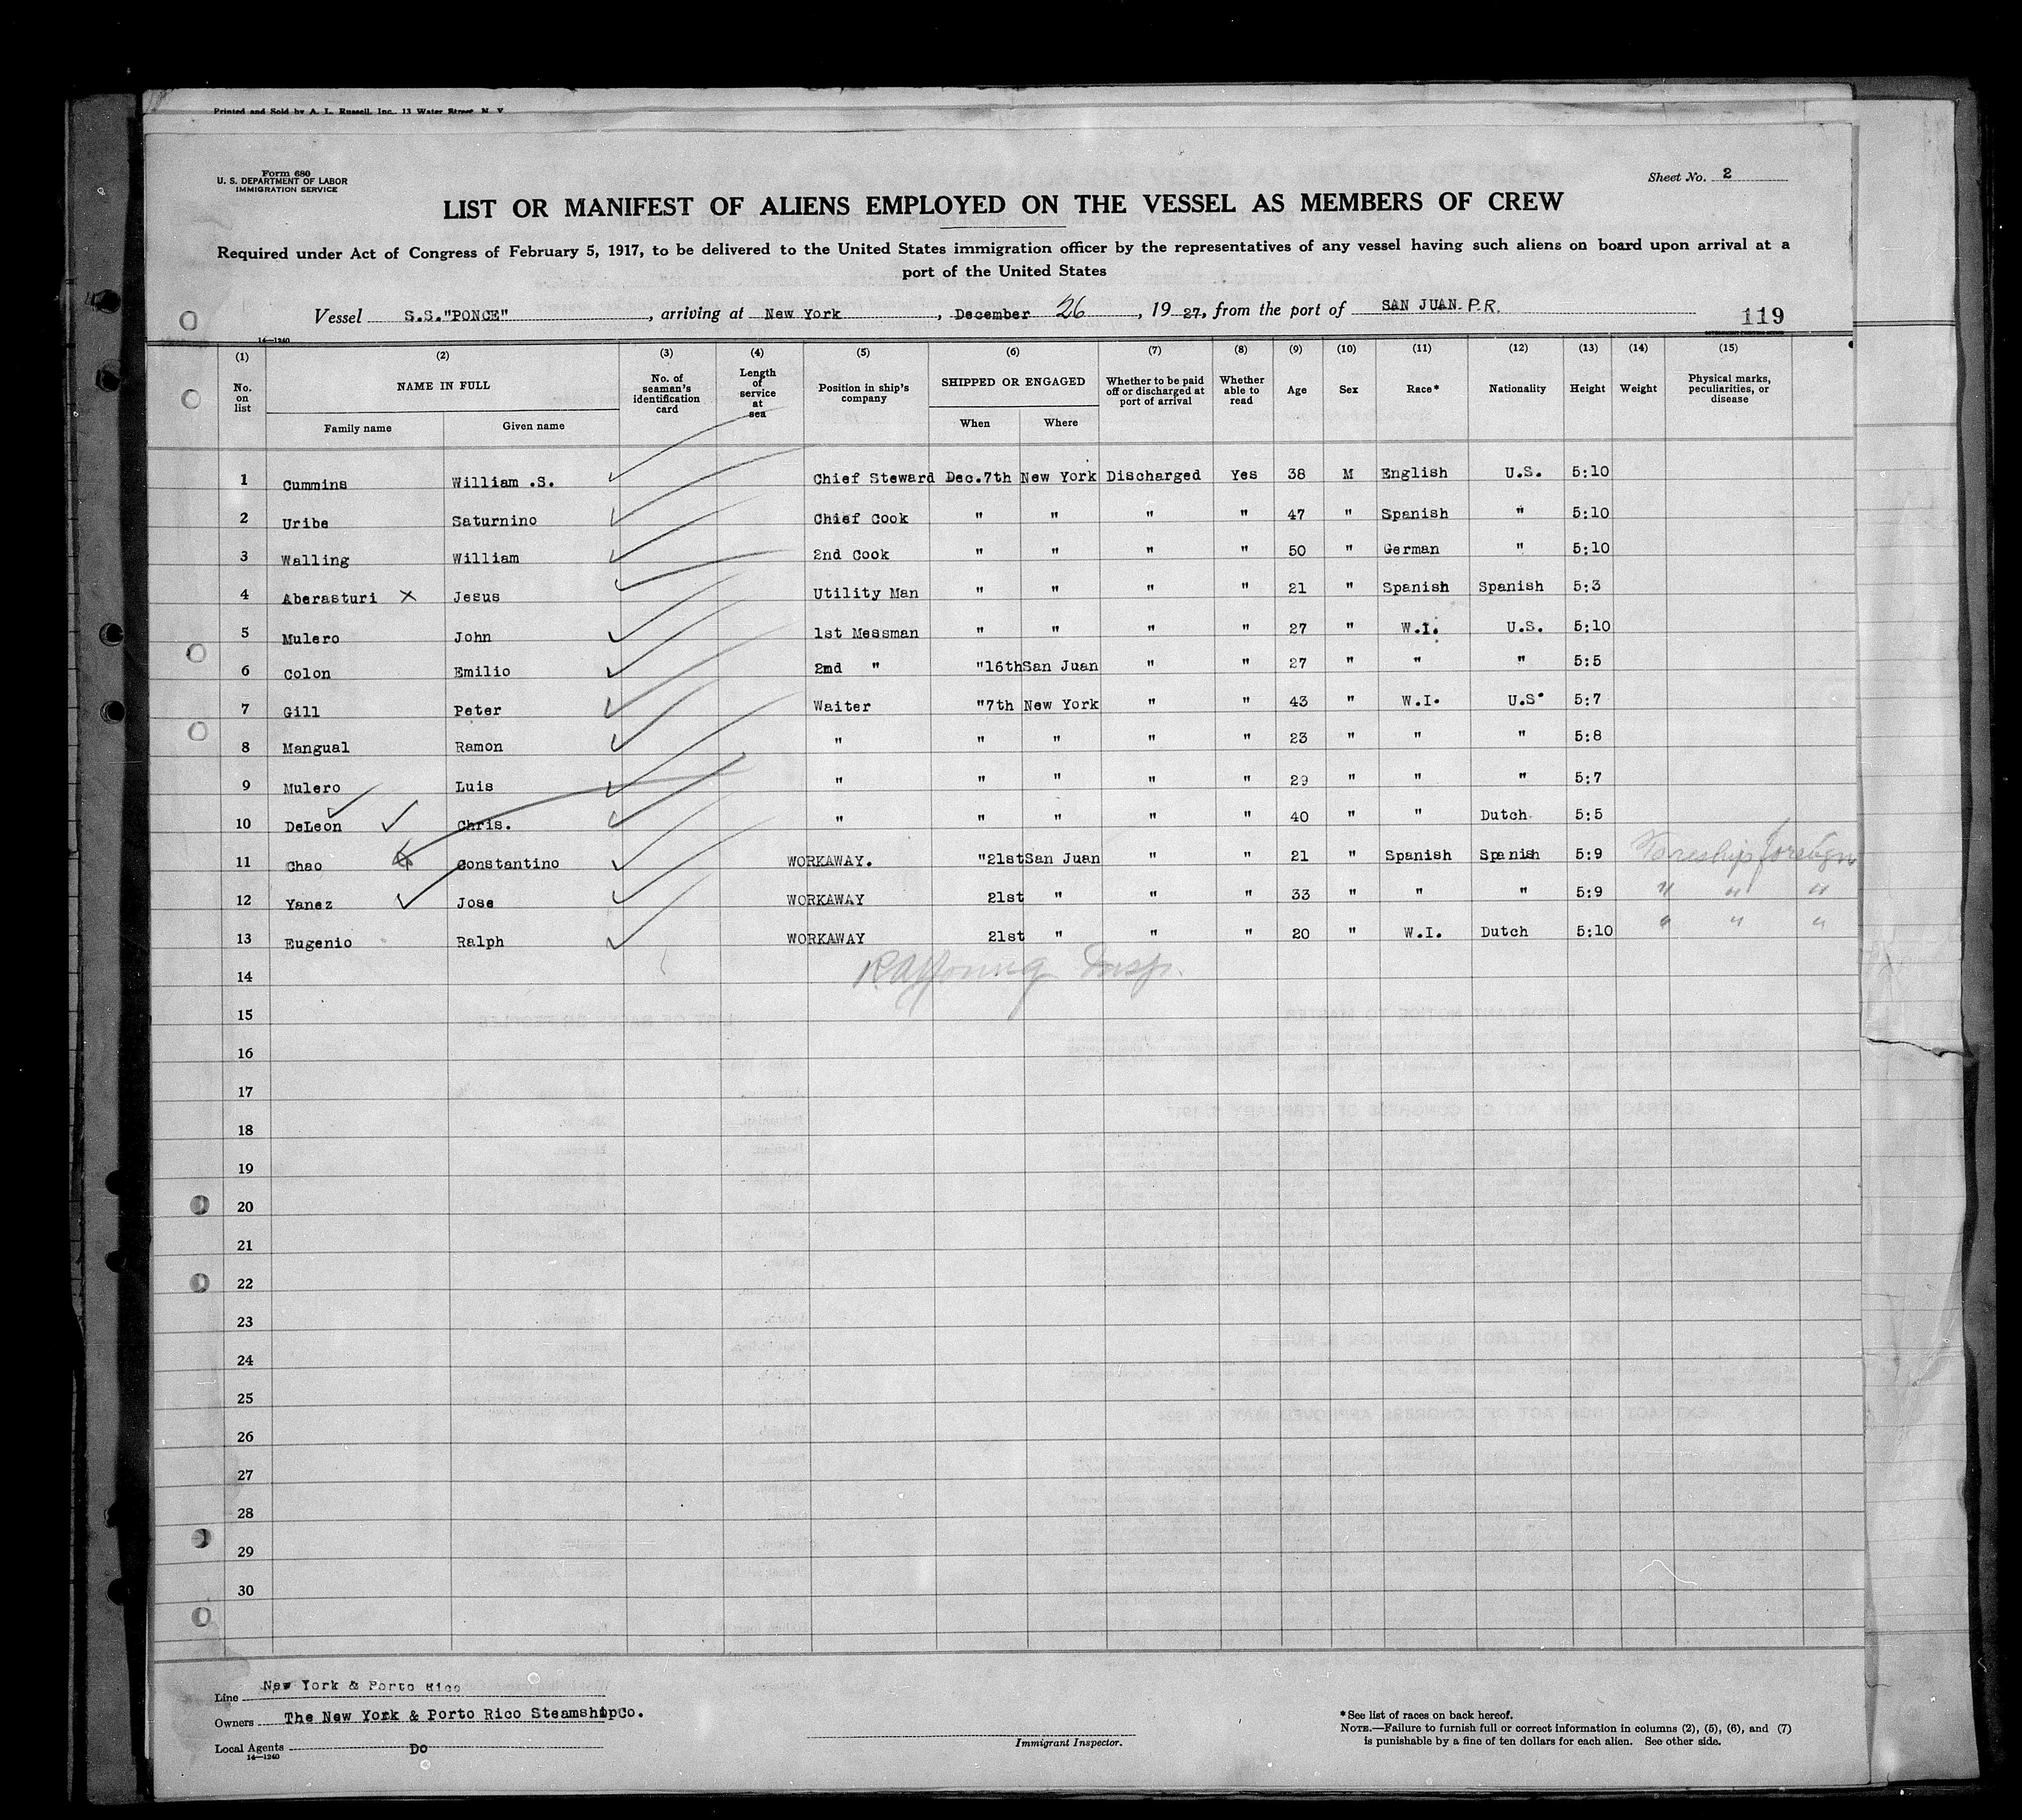 Printed and Sold by A. L. Russell, Inc., 13 Water Street, N. Y.
Form 680
U. S. DEPARTMENT OF LABOR
IMMIGRATION SERVICE
Sheet No. 2
LIST OR MANIFEST OF ALIENS EMPLOYED ON THE VESSEL AS MEMBERS OF CREW
Required under Act of Congress of February 5, 1917, to be delivered to the United States immigration officer by the representatives of any vessel having such aliens on board upon arrival at a
port of the United States
Vessel S.S."PONCE", arriving at New York, December 26, 1927, from the port of SAN JUAN. P.R. 119
14—1240
(1) (2) (3) (4) (5) (6) (7) (8) (9) (10) (11) (12) (13) (14) (15)
No. on list NAME IN FULL No. of seaman's identification card Length of service at sea Position in ship's company SHIPPED OR ENGAGED Whether to be paid off or discharged at port of arrival Whether able to read Age Sex Race* Nationality Height Weight Physical marks, peculiarities, or disease
Family name Given name When Where
1 Cummins William .S. Chief Steward Dec.7th New York Discharged Yes 38 M English U.S. 5:10
2 Uribe Saturnino Chief Cook " " " " 47 " Spanish " 5:10
3 Walling William 2nd Cook " " " " 50 " German " 5:10
4 Aberasturi X Jesus Utility Man " " " " 21 " Spanish Spanish 5:3
5 Mulero John 1st Messman " " " " 27 " W.I. U.S. 5:10
6 Colon Emilio 2nd " "16th San Juan " " 27 " " " 5:5
7 Gill Peter Waiter "7th New York " " 43 " W.I. U.S. 5:7
8 Mangual Ramon " " " " " 23 " " " 5:8
9 Mulero Luis " " " " " 29 " " " 5:7
10 DeLeon Chris. " " " " " 40 " " Dutch 5:5
11 Chao Constantino WORKAWAY. "21st San Juan " " 21 " Spanish Spanish 5:9 foreign
12 Yanez Jose WORKAWAY 21st " " " 33 " " " 5:9 " " "
13 Eugenio Ralph WORKAWAY 21st " " " 20 " W.I. Dutch 5:10 " " "
Insp.
14
15
16
17
18
19
20
21
22
23
24
25
26
27
28
29
30
Line New York & Porto Rico
Owners The New York & Porto Rico Steamship Co.
Local Agents Do
14—1240
Immigrant Inspector.
*See list of races on back hereof.
NOTE.—Failure to furnish full or correct information in columns (2), (5), (6), and (7)
is punishable by a fine of ten dollars for each alien. See other side.